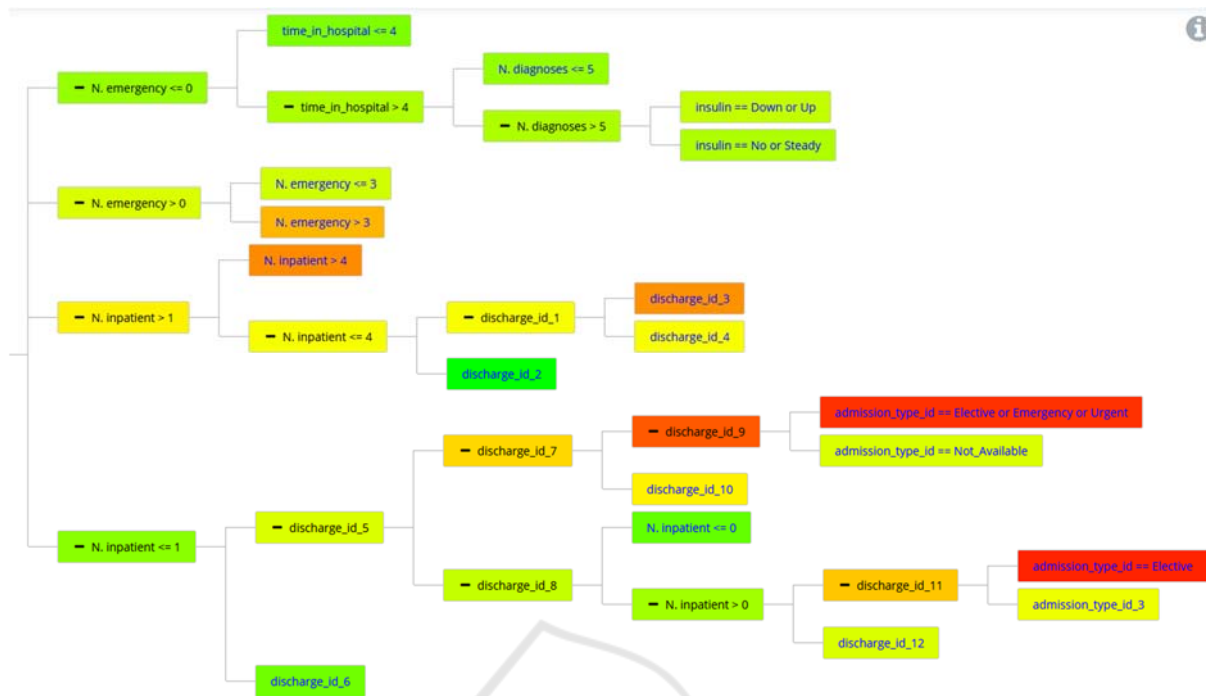 time_in_hospital <= 4
N. diagnoses <= 5
− N. emergency <= 0
− time_in_hospital > 4
insulin == Down or Up
− N. diagnoses > 5
insulin == No or Steady
N. emergency <= 3
− N. emergency > 0
N. emergency > 3
N. inpatient > 4
discharge_id_3
− N. inpatient > 1
− discharge_id_1
− N. inpatient <= 4
discharge_id_4
discharge_id_2
admission_type_id == Elective or Emergency or Urgent
− discharge_id_9
− discharge_id_7
admission_type_id == Not_Available
discharge_id_10
− discharge_id_5
N. inpatient <= 0
− N. inpatient <= 1
admission_type_id == Elective
− discharge_id_8
− discharge_id_11
− N. inpatient > 0
admission_type_id_3
discharge_id_12
discharge_id_6